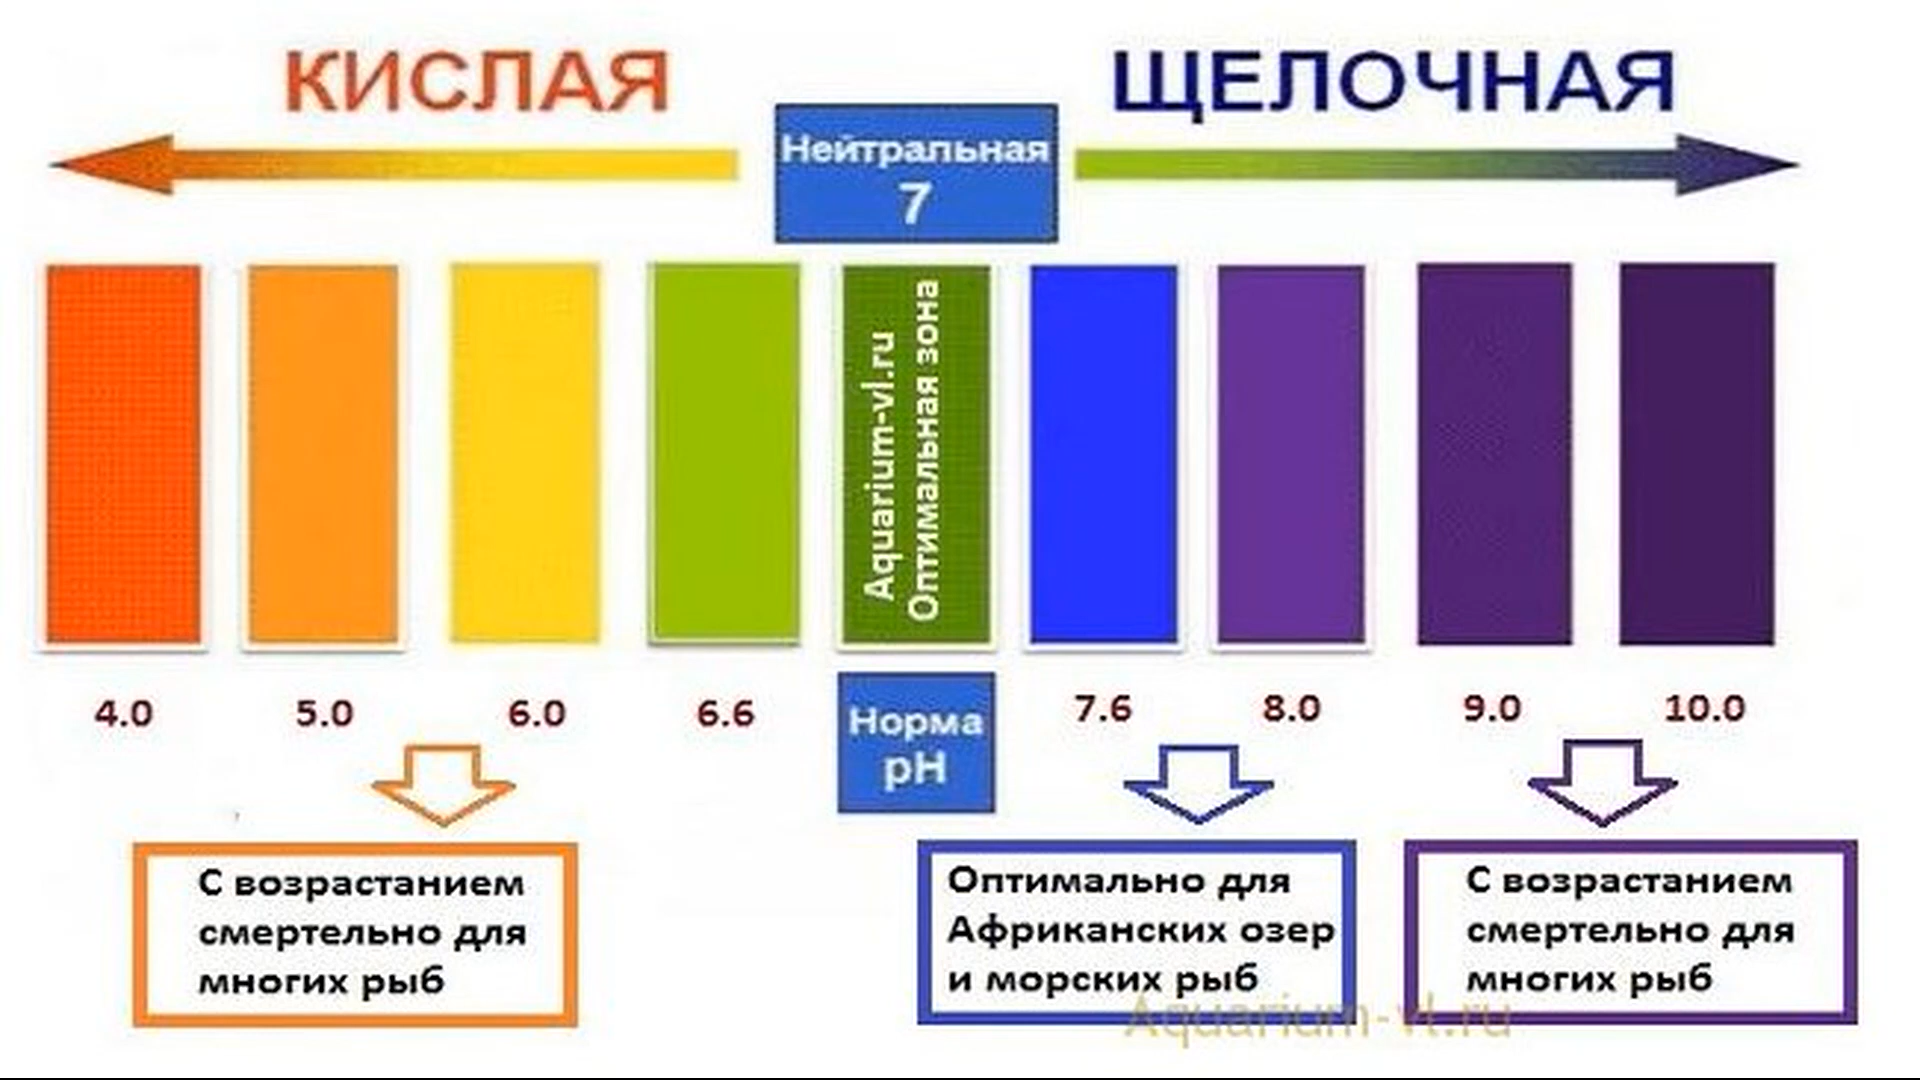 КИСЛАЯ
ЩЕЛОЧНАЯ
Нейтральная
7
Aquarium-vl.ru
Оптимальная зона
4.0
5.0
6.0
6.6
7.6
8.0
9.0
10.0
Норма
pH
С возрастанием
смертельно для
многих рыб
Оптимально для
Африканских озер
и морских рыб
С возрастанием
смертельно для
многих рыб
Aquarium-vl.ru